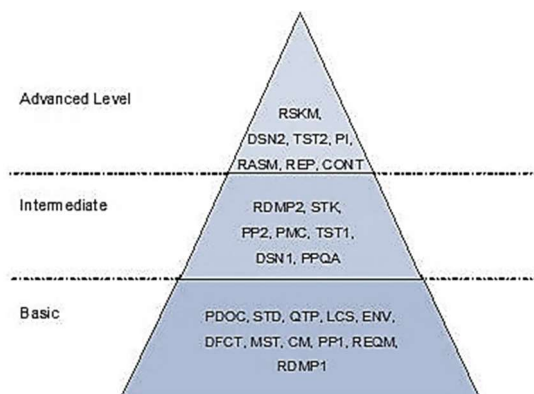 Advanced Level
RSKM,
DSN2, TST2, PI,
RASM, REP, CONT
Intermediate
RDMP2, STK,
PP2, PMC, TST1,
DSN1, PPQA
Basic
PDOC, STD, QTP, LCS, ENV,
DFCT, MST, CM, PP1, REQM,
RDMP1